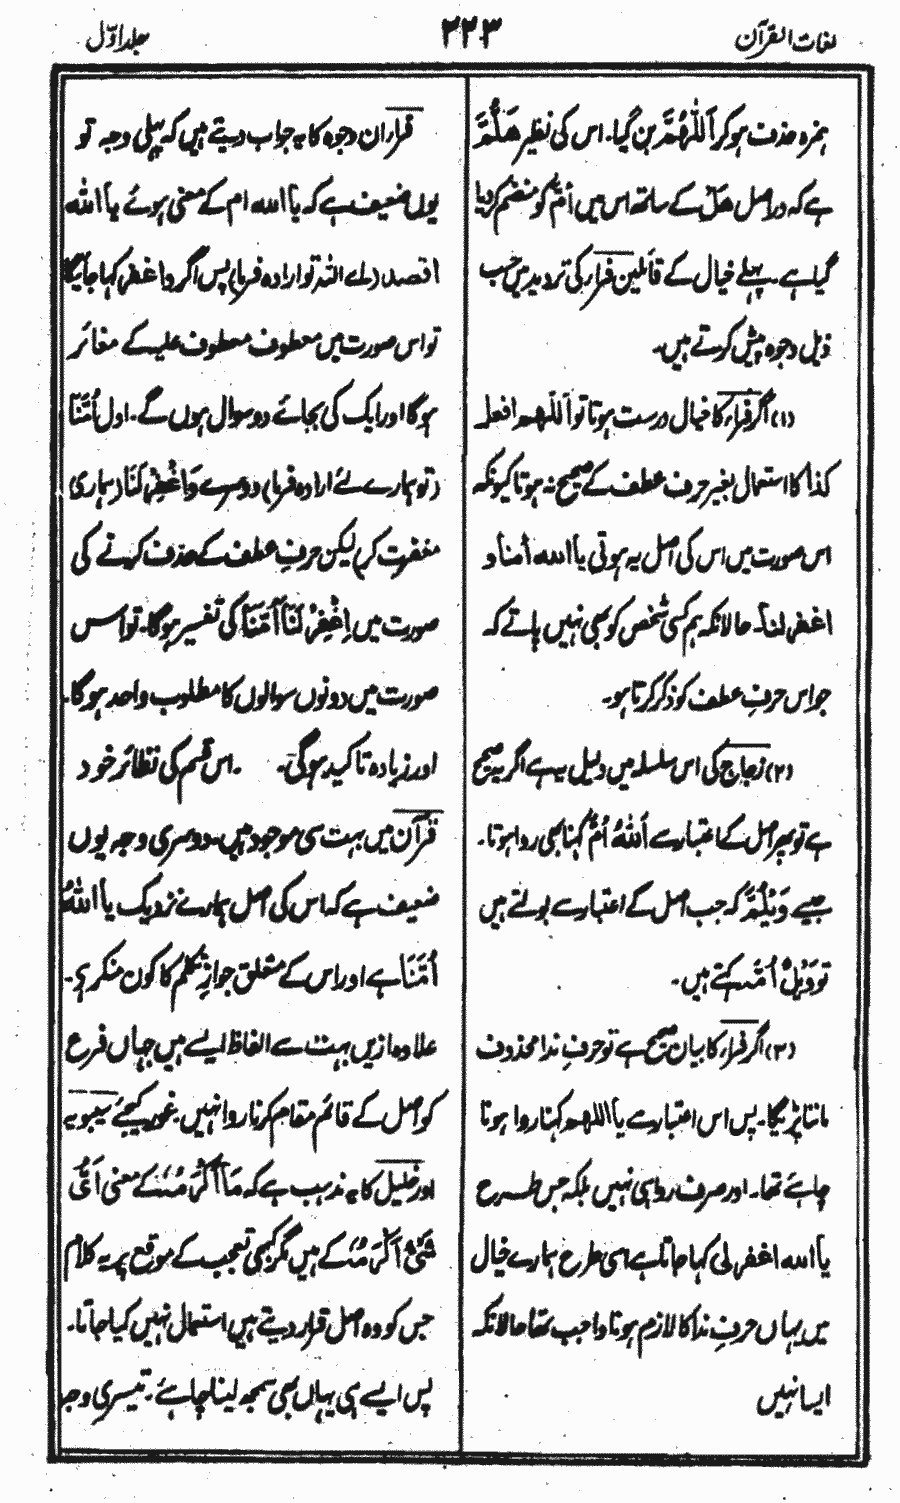 لغات القرآن
۲۲۳
جلد اوّل
ہمزہ حذف ہو کر اَللّٰهُمَّ بن گیا۔ اس کی نظیر هَلُمَّ
ہے کہ در اصل هَلْ کے ساتھ اس میں اُمَّ کو منضم کر دیا
گیا ہے۔ پہلے خیال کے قائلین فرار کی تردید میں حسب
ذیل وجوہ پیش کرتے ہیں۔
(۱) اگر فراء کا خیال درست ہوتا تو اَللّٰهم افعل
کذا کا استعمال بغیر حرف عطف کے صحیح نہ ہوتا کیونکہ
اس صورت میں اس کی اصل یہ ہوتی یا الله اُمنا و
اغفر لنا۔ حالانکہ ہم کسی شخص کو بھی نہیں پاتے کہ
جو اس حرفِ عطف کو ذکر کرتا ہو۔
(۲) زجاج کی اس سلسلہ میں دلیل یہ ہے اگر یہ صحیح
ہے تو پھر اصل کے اعتبار سے اَللّٰهُ اُمَّ کہنا بھی روا ہوتا۔
جیسے وَيْلُمِّ کہ جب اصل کے اعتبار سے بولتے ہیں
تو وَيْلُ اُمِّہ کہتے ہیں۔
(۳) اگر فراء کا بیان صحیح ہے تو حرفِ ندا محذوف
ماننا پڑیگا۔ پس اس اعتبار سے یا اللهم کہنا روا ہونا
چاہئے تھا۔ اور صرف روا ہی نہیں بلکہ جس طرح
یا الله اغفر لی کہا جاتا ہے اسی طرح ہمارے خیال
میں یہاں حرفِ ندا کا لازم ہونا واجب تھا حالانکہ
ایسا نہیں
فراء ان وجوہ کا یہ جواب دیتے ہیں کہ پہلی وجہ تو
یوں ضعیف ہے کہ یا الله ام کے معنی ہوئے یا الله
اقصد (اے اللہ تو ارادہ فرما) پس اگر واغفر کہا جائیگا
تو اس صورت میں معطوف معطوف علیہ کے مغائر
ہوگا اور ایک کی بجائے دو سوال ہوں گے۔ اول اُمَّنَا
(تو ہمارے لئے ارادہ فرما) دوسرے وَاغْفِرْ لَنَا (ہماری
مغفرت کر) لیکن حرفِ عطف کے حذف کرنے کی
صورت میں اِغْفِرْ لَنَا اُمَّنَا کی تفسیر ہوگا۔ تو اس
صورت میں دونوں سوالوں کا مطلوب واحد ہوگا۔
اور زیادہ تاکید ہوگی۔ اس قسم کی نظائر خود
قرآن میں بہت سی موجود ہیں۔ دوسری وجہ یوں
ضعیف ہے کہ اس کی اصل ہمارے نزدیک یا اَللّٰهُ
اُمَّنَا ہے اور اس کے متعلق جوازِ تکلم کا کون منکر ہے۔
علاوہ ازیں بہت سے الفاظ ایسے ہیں جہاں فرع
کو اصل کے قائم مقام کرنا روا نہیں۔ غور کیجئے سیبویہ
اور خلیل کا یہ مذہب ہے کہ مَا اَكْرَمَهٗ کے معنی اَيُّ
شَيْءٍ اَكْرَمَهٗ کے ہیں مگر کبھی تعجب کے موقع پر یہ کلام
جس کو وہ اصل قرار دیتے ہیں استعمال نہیں کیا جاتا۔
پس ایسے ہی یہاں بھی سمجھ لینا چاہئے۔ تیسری وجہ